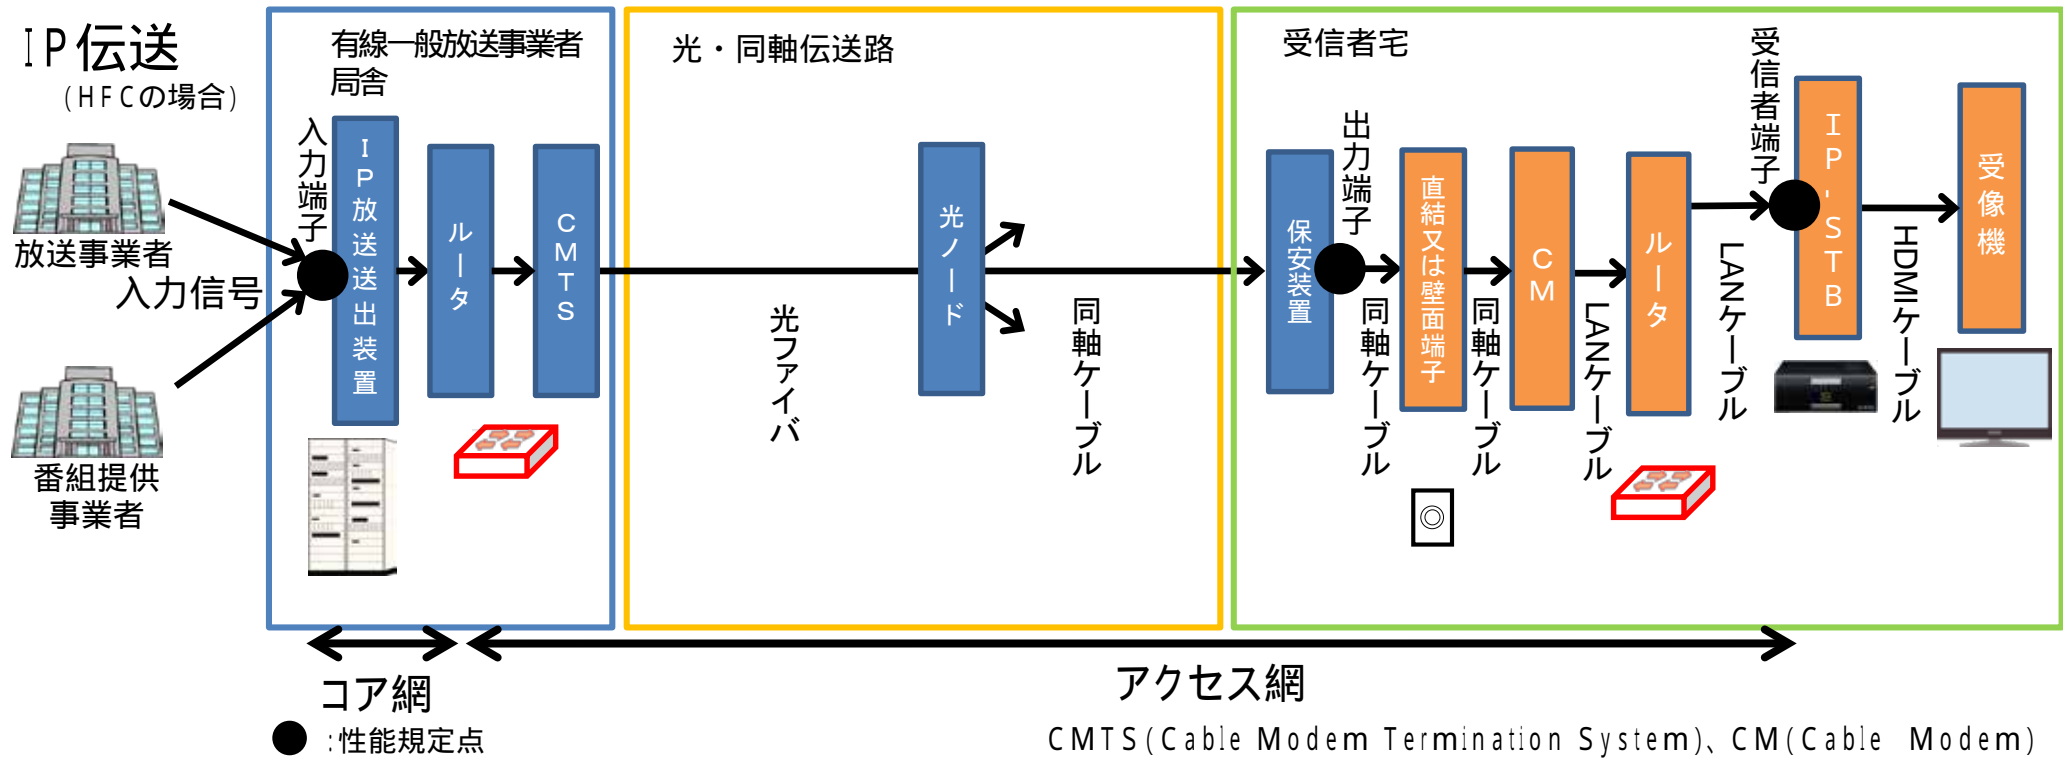 IP伝送
(HFCの場合)
放送事業者
入力信号
番組提供
事業者
有線一般放送事業者
局舎
入力端子
IP放送送出装置
ルータ
CMTS
光・同軸伝送路
光ファイバ
光ノード
同軸ケーブル
受信者宅
保安装置
出力端子
同軸ケーブル
直結又は壁面端子
同軸ケーブル
CM
LANケーブル
ルータ
LANケーブル
受信者端子
IP-STB
HDMIケーブル
受像機
コア網
アクセス網
:性能規定点
CMTS(Cable Modem Termination System)、CM(Cable Modem)